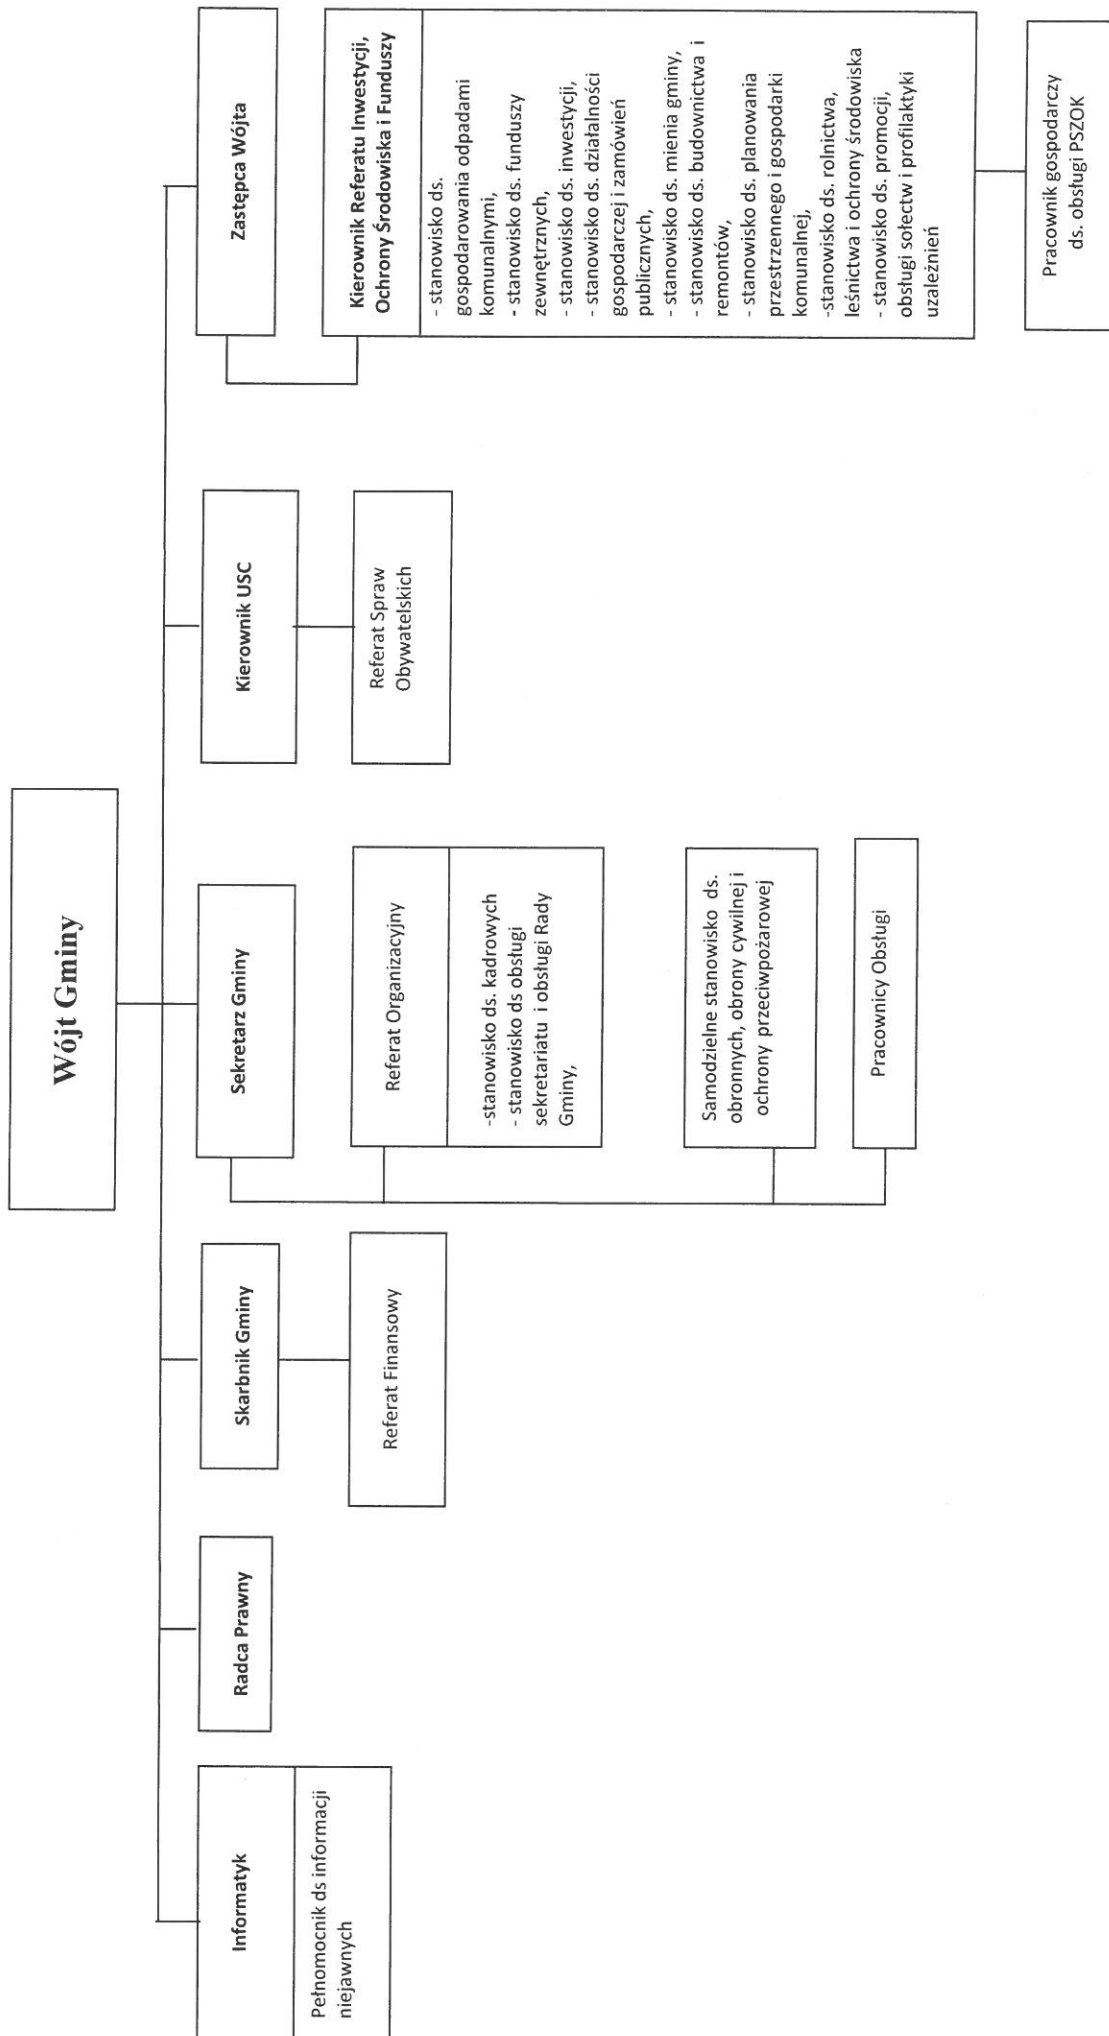 Wójt Gminy
Informatyk
Pełnomocnik ds informacji
niejawnych
Radca Prawny
Skarbnik Gminy
Referat Finansowy
Sekretarz Gminy
Referat Organizacyjny
-stanowisko ds. kadrowych
- stanowisko ds obsługi
sekretariatu i obsługi Rady
Gminy,
Samodzielne stanowisko ds.
obronnych, obrony cywilnej i
ochrony przeciwpożarowej
Pracownicy Obsługi
Kierownik USC
Referat Spraw
Obywatelskich
Zastępca Wójta
Kierownik Referatu Inwestycji,
Ochrony Środowiska i Funduszy
- stanowisko ds.
gospodarowania odpadami
komunalnymi,
- stanowisko ds. funduszy
zewnętrznych,
- stanowisko ds. inwestycji,
- stanowisko ds. działalności
gospodarczej i zamówień
publicznych,
- stanowisko ds. mienia gminy,
- stanowisko ds. budownictwa i
remontów,
- stanowisko ds. planowania
przestrzennego i gospodarki
komunalnej,
-stanowisko ds. rolnictwa,
leśnictwa i ochrony środowiska
- stanowisko ds. promocji,
obsługi sołectw i profilaktyki
uzależnień
Pracownik gospodarczy
ds. obsługi PSZOK